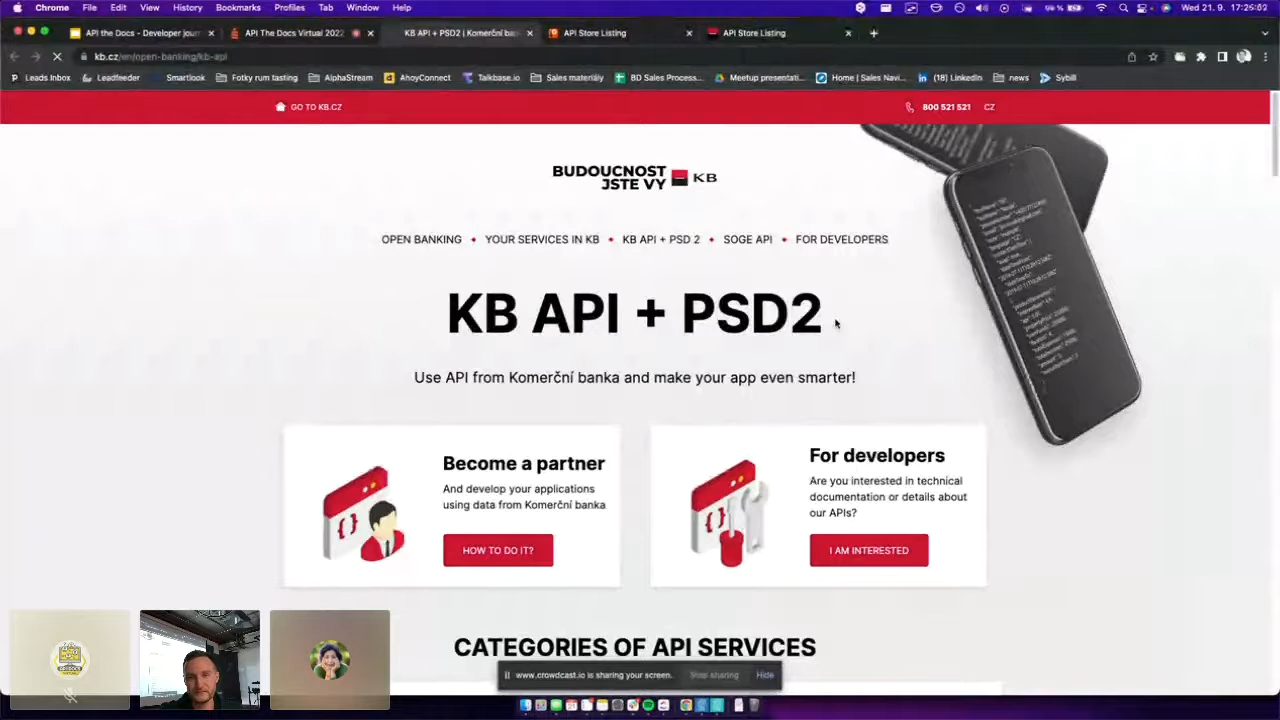 Chrome File Edit View History Bookmarks Profiles Tab Window Help
Wed 21. 9. 17:26:02
API the Docs - Developer jour
API The Docs Virtual 2022
KB API + PSD2 | Komerční ban
API Store Listing
API Store Listing
kb.cz/en/open-banking/kb-api
Leads Inbox
Leadfeeder
Smartlook
Fotky rum tasting
AlphaStream
AhoyConnect
Talkbase.io
Sales materiály
BD Sales Process...
Meetup presentati...
Home | Sales Navi...
(18) LinkedIn
news
Sybill
GO TO KB.CZ
800 521 521
CZ
BUDOUCNOST
JSTE VY
KB
OPEN BANKING • YOUR SERVICES IN KB • KB API + PSD 2 • SOGE API • FOR DEVELOPERS
KB API + PSD2
Use API from Komerční banka and make your app even smarter!
Become a partner
And develop your applications
using data from Komerční banka
HOW TO DO IT?
For developers
Are you interested in technical
documentation or details about
our APIs?
I AM INTERESTED
CATEGORIES OF API SERVICES
www.crowdcast.io is sharing your screen.
Stop sharing
Hide